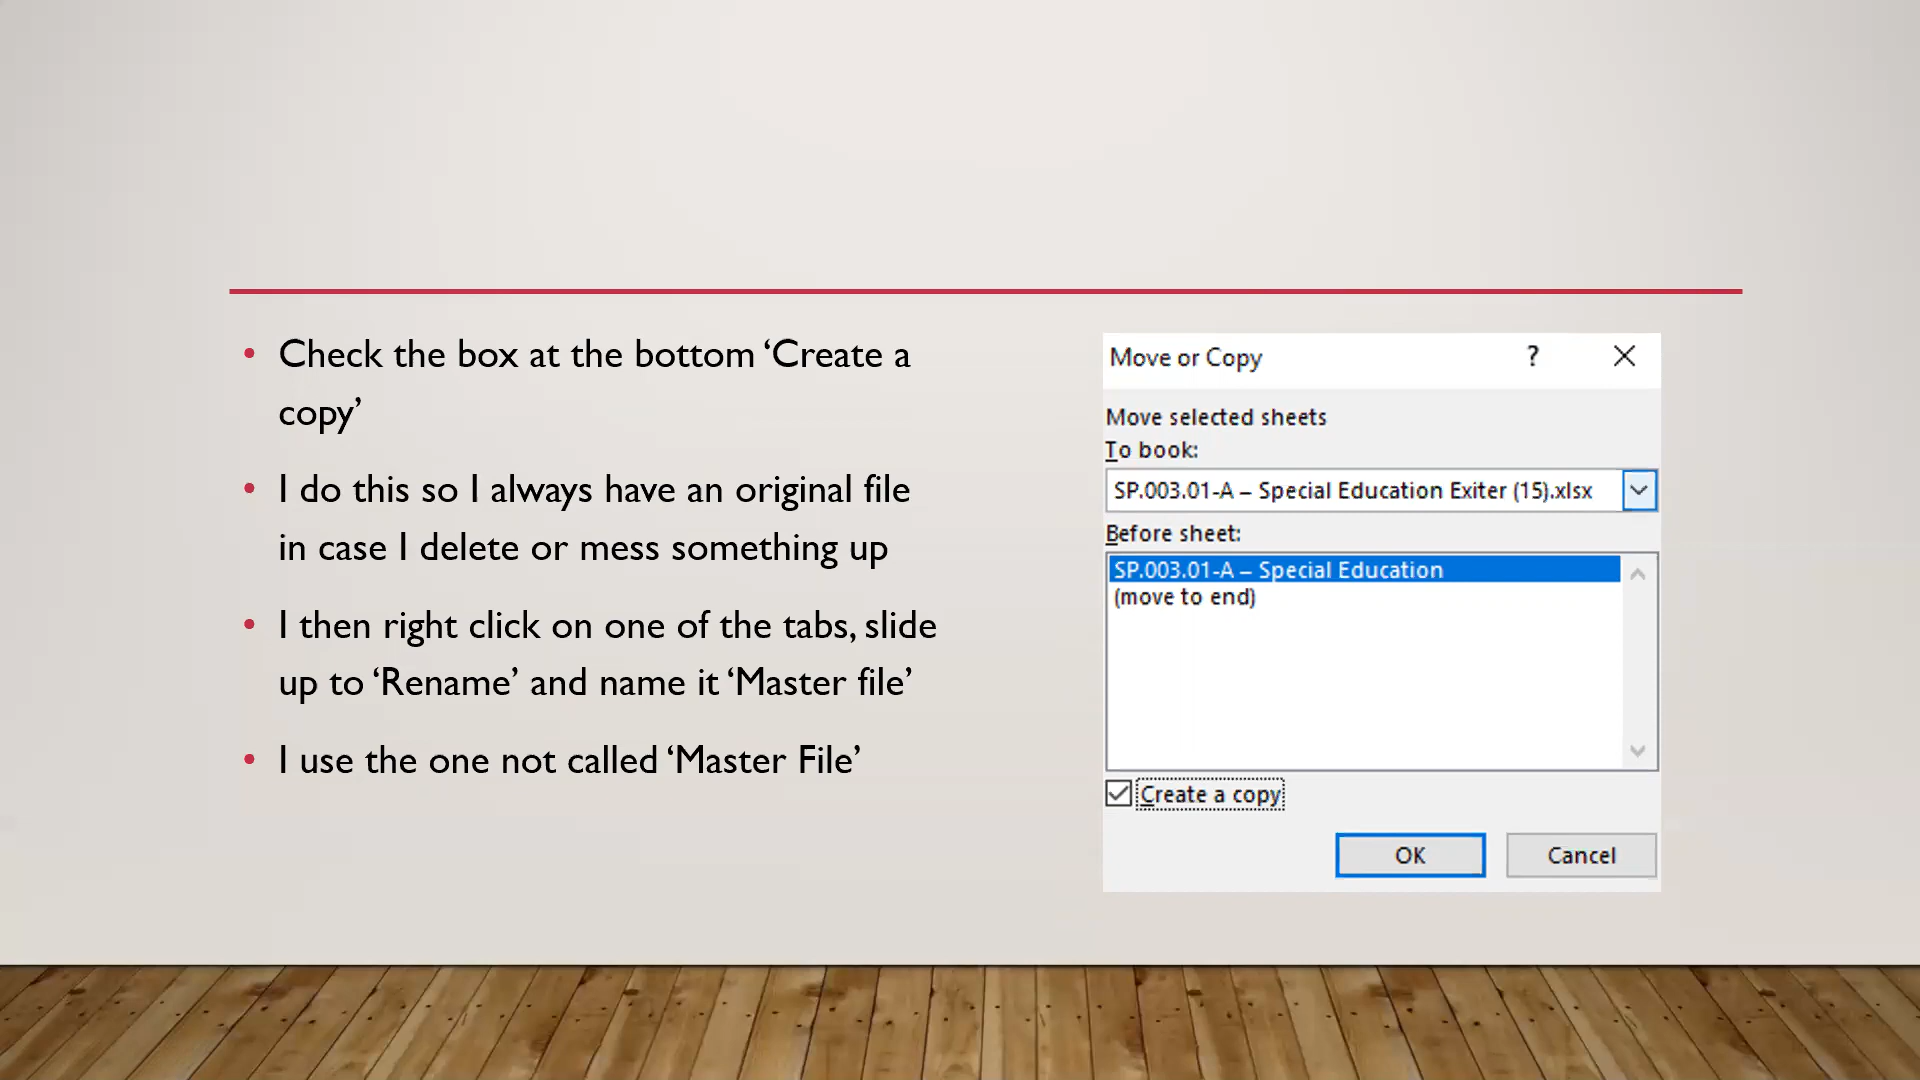 • Check the box at the bottom ‘Create a
copy’
• I do this so I always have an original file
in case I delete or mess something up
• I then right click on one of the tabs, slide
up to ‘Rename’ and name it ‘Master file’
• I use the one not called ‘Master File’
Move or Copy ?
Move selected sheets
To book:
SP.003.01-A – Special Education Exiter (15).xlsx
Before sheet:
SP.003.01-A – Special Education
(move to end)
Create a copy
OK Cancel